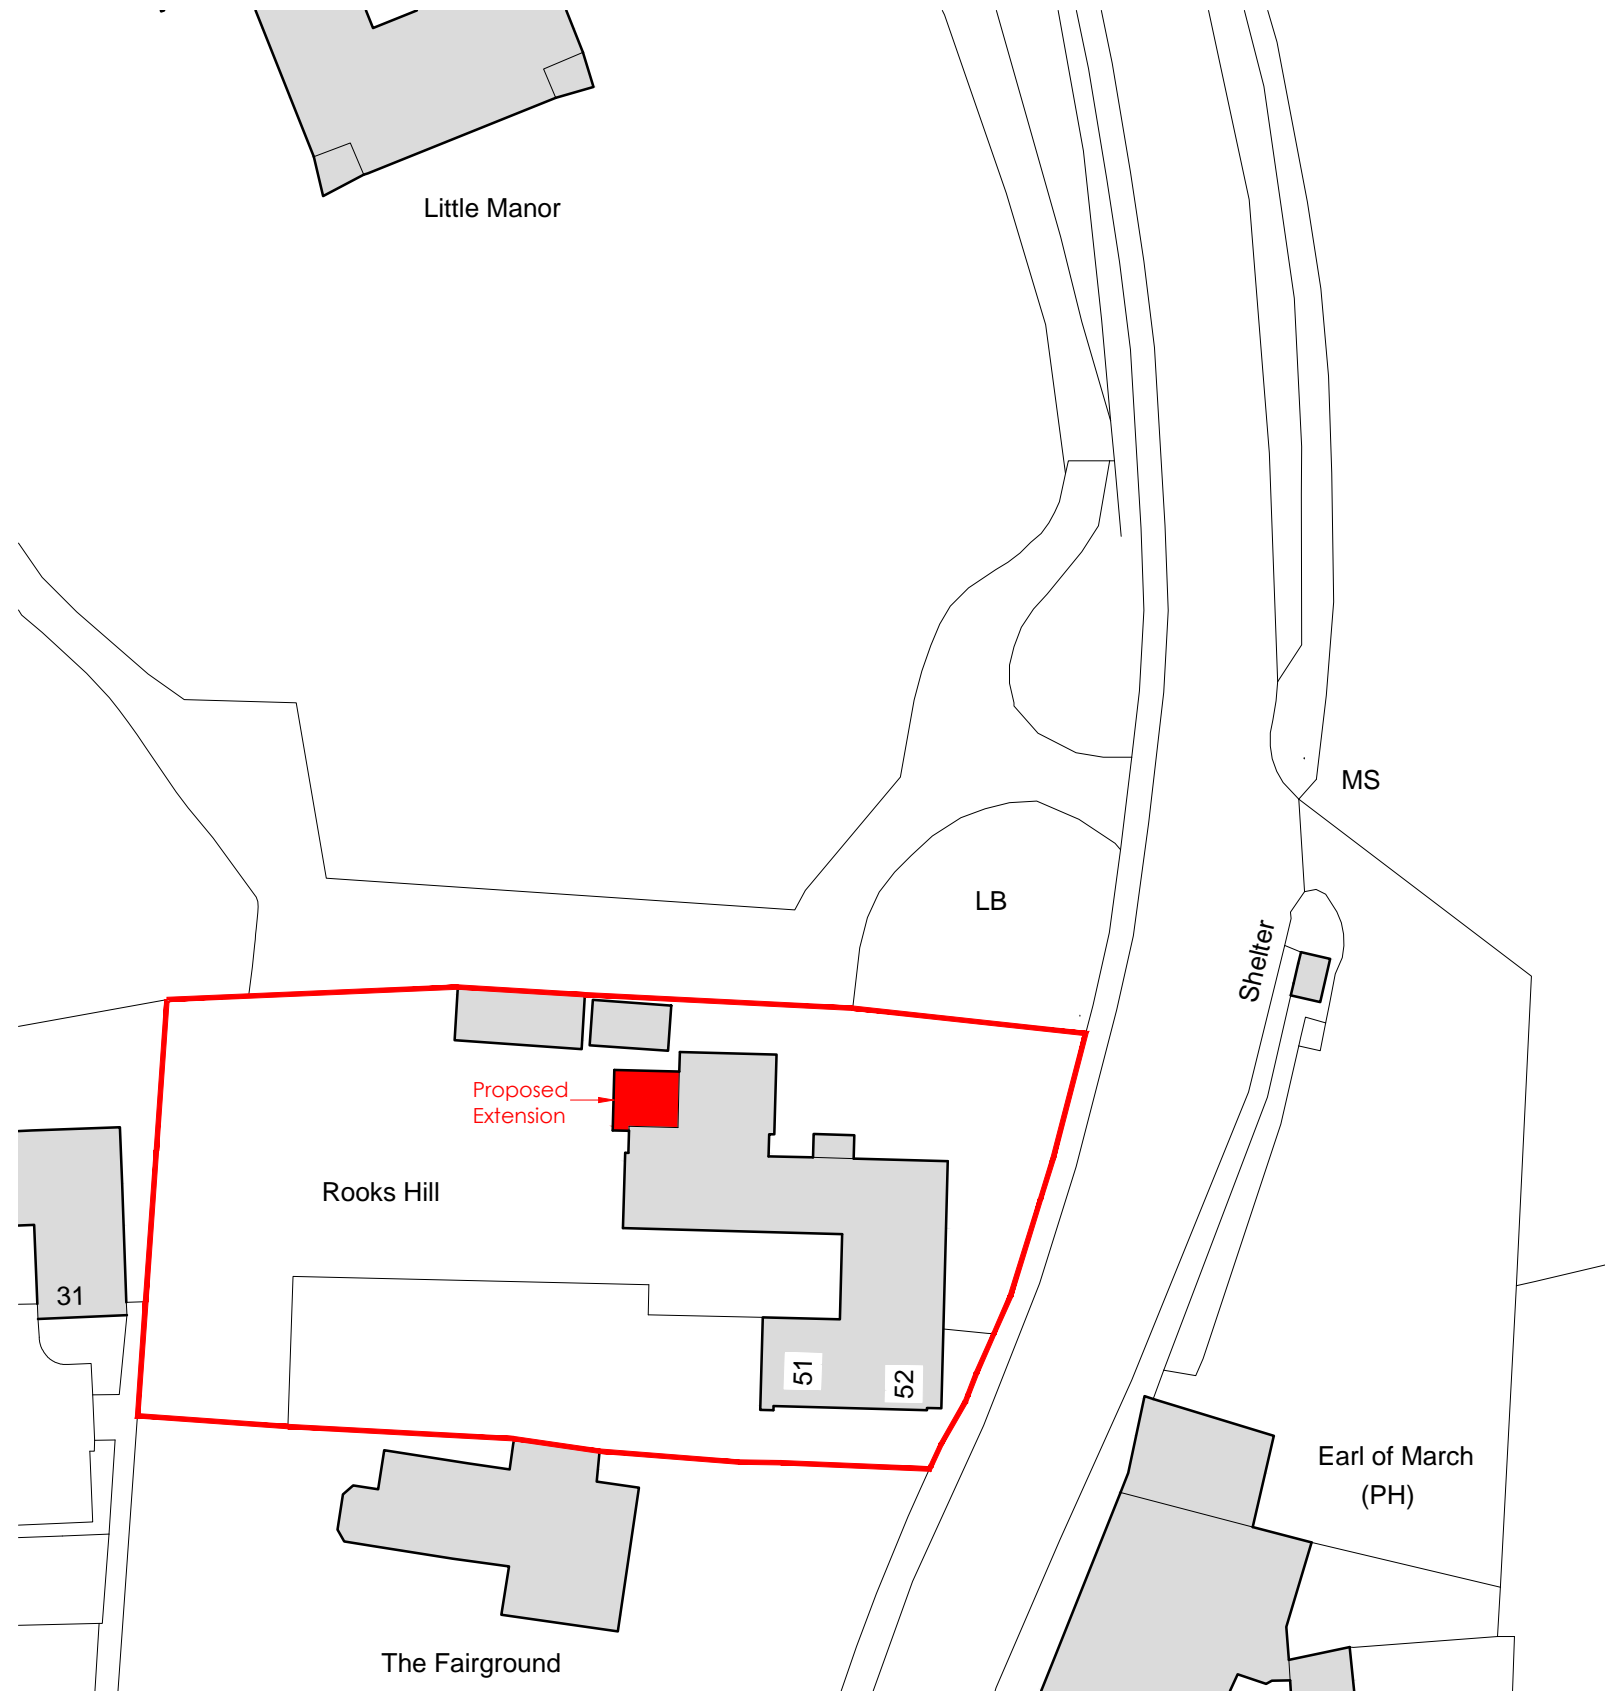 Little Manor
MS
LB
Shelter
Proposed
Extension
Rooks Hill
31
51
52
Earl of March
(PH)
The Fairground